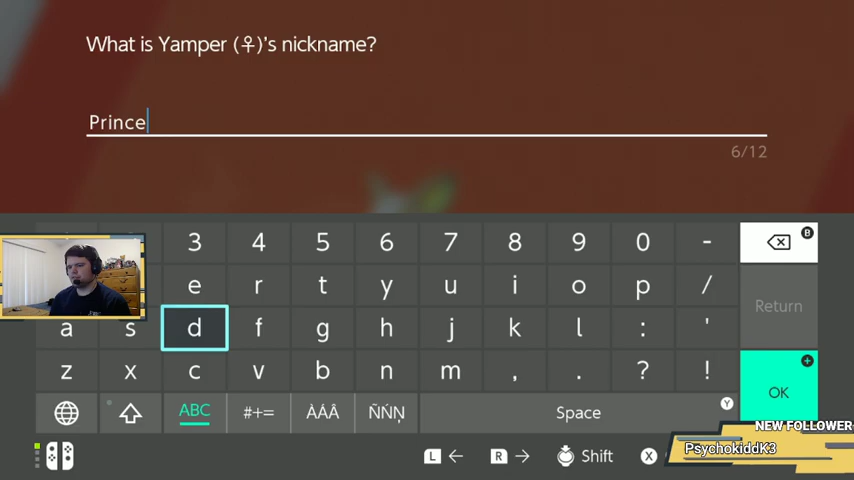 What is Yamper (♀)'s nickname?
Prince
6/12
3 4 5 6 7 8 9 0 - B
e r t y u i o p / Return
a s d f g h j k l : '
z x c v b n m , . ? ! + OK
ABC #+= ÀÁÂ ÑŃŅ Space Y
NEW FOLLOWER
PsychokiddK3
L ← R → Shift X